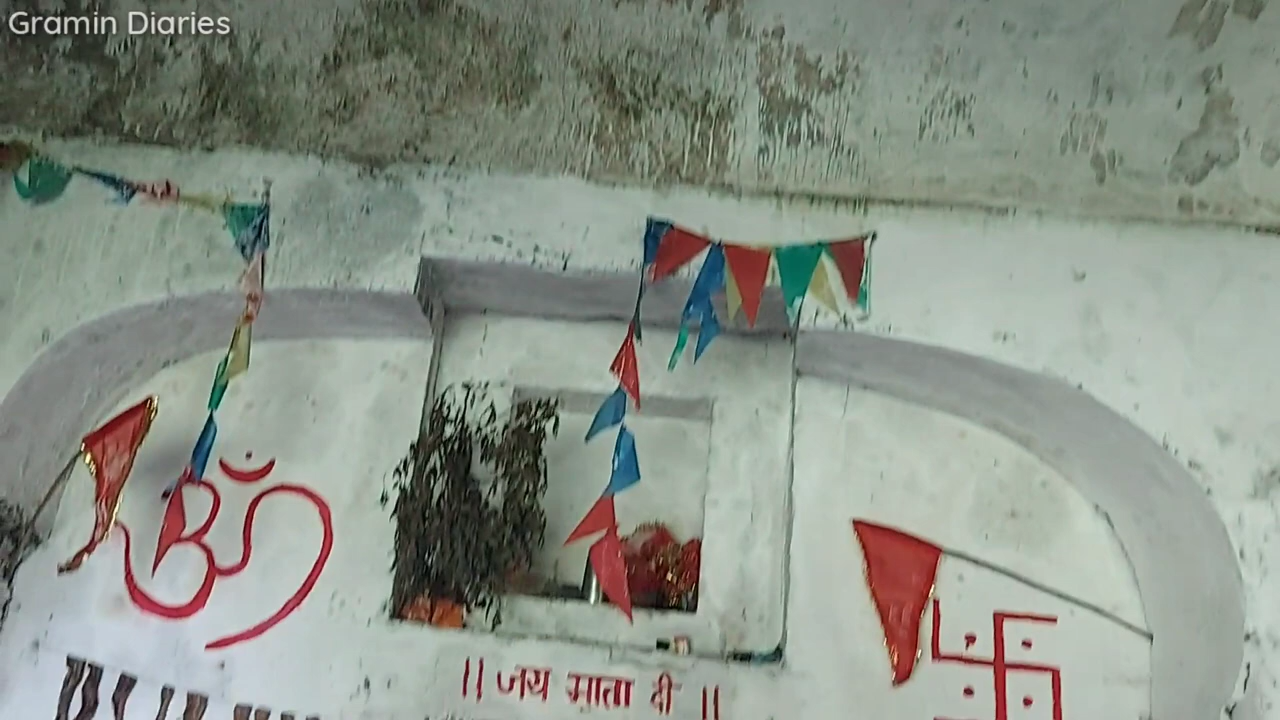 Gramin Diaries
ॐ
|| जय माता दी ||